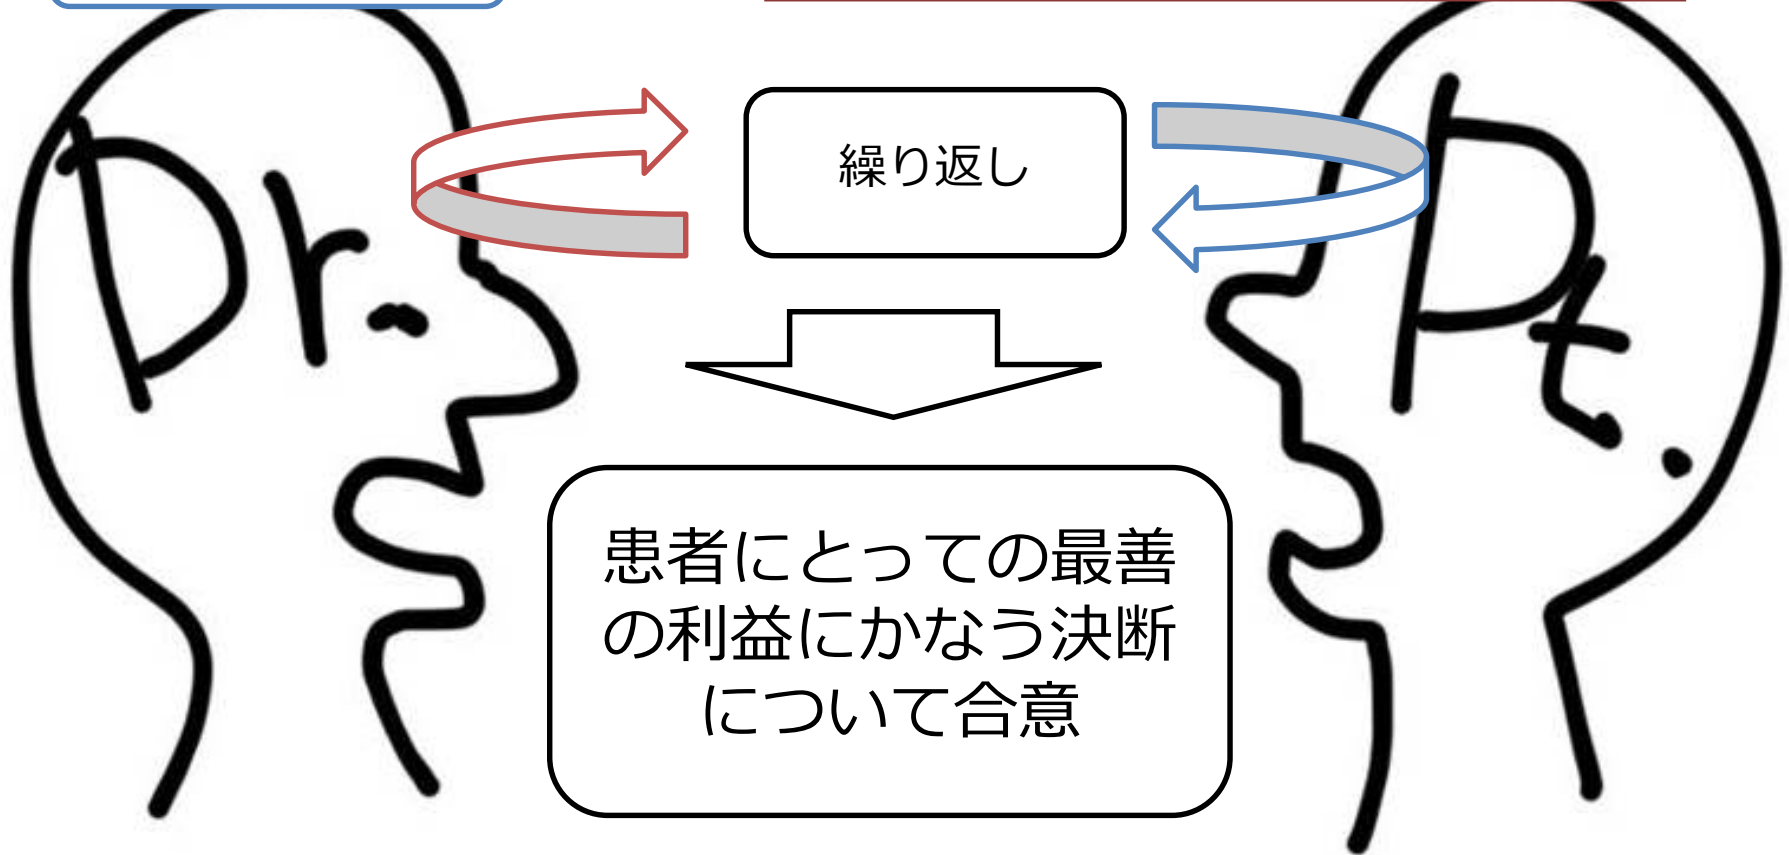 Dr.
繰り返し
Pt.
患者にとっての最善
の利益にかなう決断
について合意